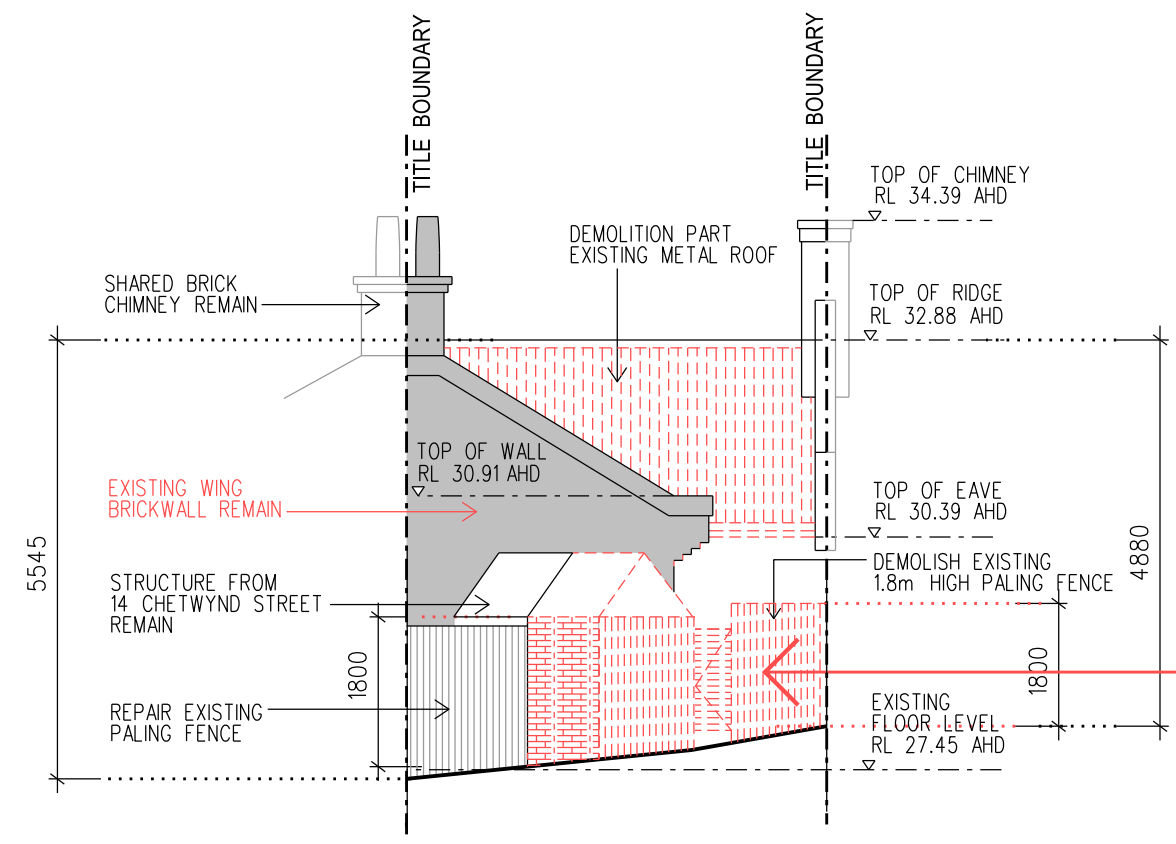 TITLE BOUNDARY
TITLE BOUNDARY
TOP OF CHIMNEY
RL 34.39 AHD
DEMOLITION PART
EXISTING METAL ROOF
SHARED BRICK
CHIMNEY REMAIN
TOP OF RIDGE
RL 32.88 AHD
TOP OF WALL
RL 30.91 AHD
EXISTING WING
BRICKWALL REMAIN
TOP OF EAVE
RL 30.39 AHD
5545
4880
DEMOLISH EXISTING
1.8m HIGH PALING FENCE
STRUCTURE FROM
14 CHETWYND STREET
REMAIN
1800
1800
REPAIR EXISTING
PALING FENCE
EXISTING
FLOOR LEVEL
RL 27.45 AHD